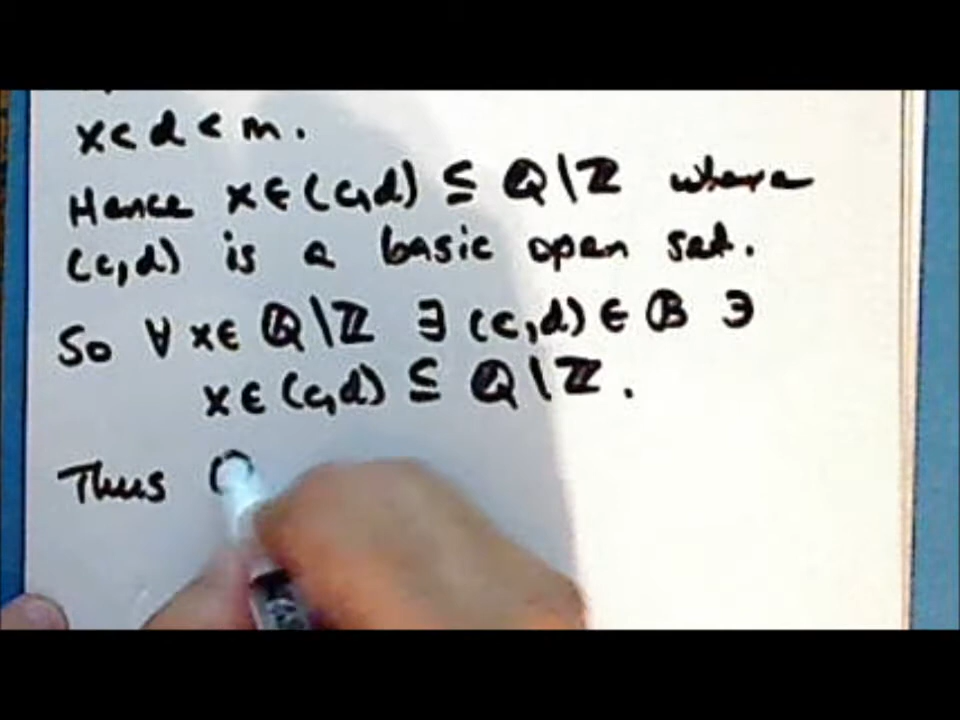 x < d < m.
Hence x ∈ (c,d) ⊆ ℚ\ℤ where
(c,d) is a basic open set.
So ∀ x ∈ ℚ\ℤ ∃ (c,d) ∈ 𝔹 ∋
x ∈ (c,d) ⊆ ℚ\ℤ.
Thus